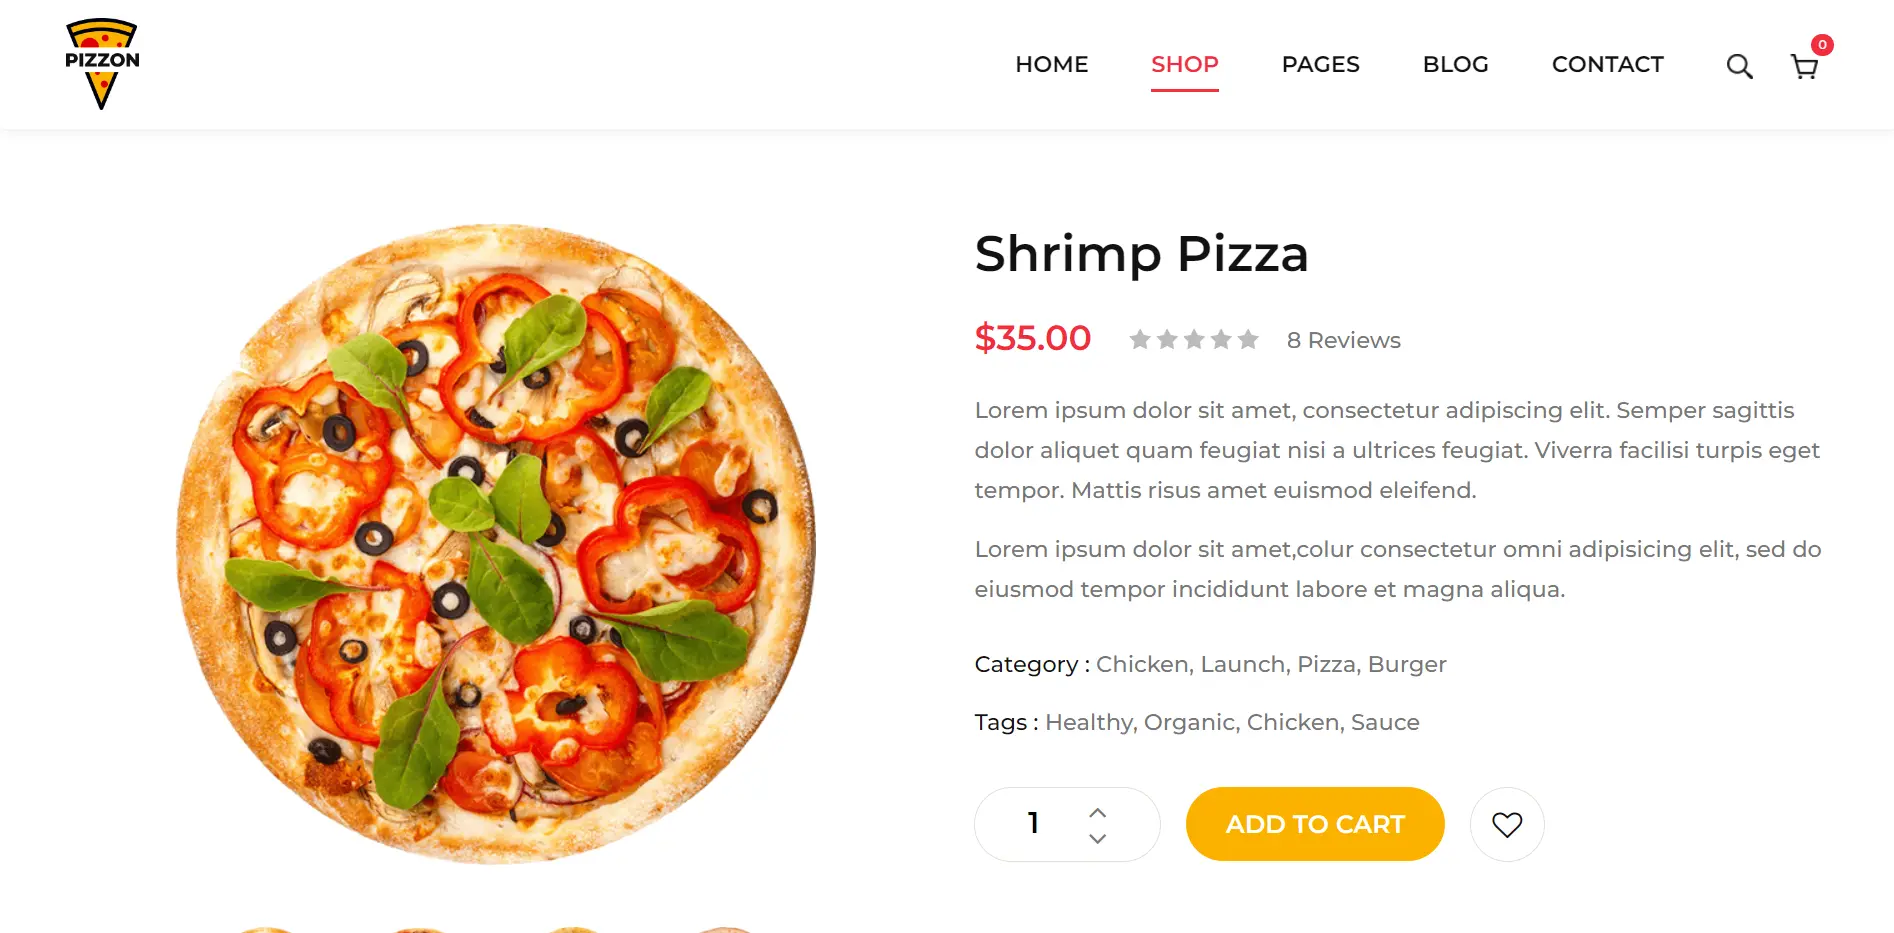 PIZZON
HOME SHOP PAGES BLOG CONTACT
0
Shrimp Pizza
$35.00 8 Reviews
Lorem ipsum dolor sit amet, consectetur adipiscing elit. Semper sagittis
dolor aliquet quam feugiat nisi a ultrices feugiat. Viverra facilisi turpis eget
tempor. Mattis risus amet euismod eleifend.
Lorem ipsum dolor sit amet,colur consectetur omni adipisicing elit, sed do
eiusmod tempor incididunt labore et magna aliqua.
Category : Chicken, Launch, Pizza, Burger
Tags : Healthy, Organic, Chicken, Sauce
1 ADD TO CART